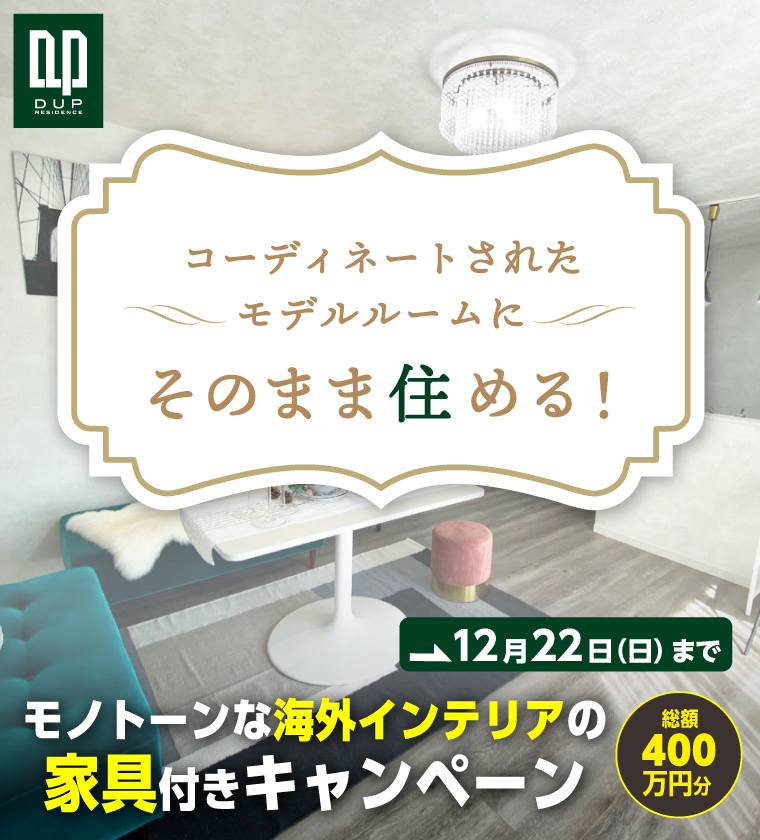 DUP
RESIDENCE
コーディネートされた
モデルルームに
そのまま住める!
12月22日(日)まで
モノトーンな海外インテリアの
家具付きキャンペーン
総額
400
万円分